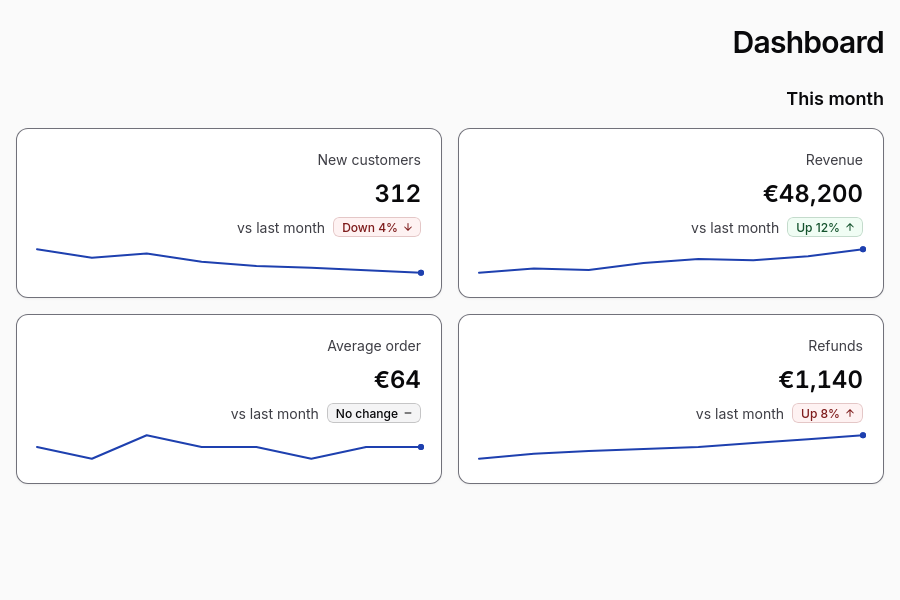 Dashboard
This month
Revenue
€48,200
vs last month Up 12% ↑
New customers
312
vs last month Down 4% ↓
Refunds
€1,140
vs last month Up 8% ↑
Average order
€64
vs last month No change −